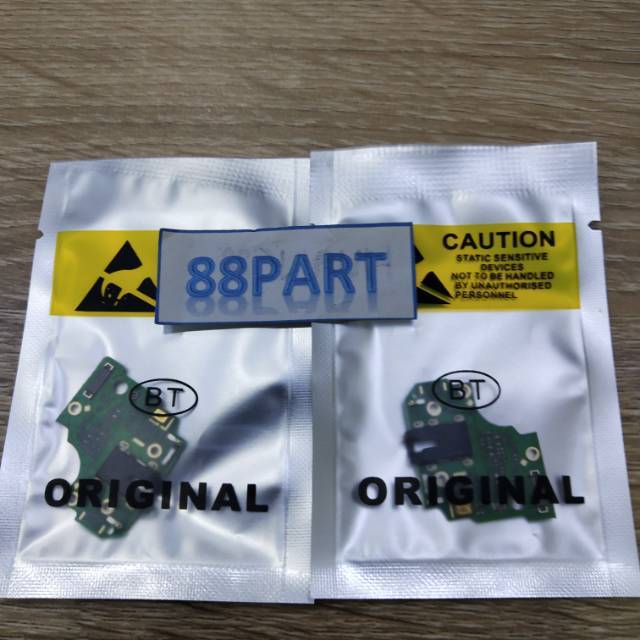 88PART
CAUTION
STATIC SENSITIVE
DEVICES
NOT TO BE HANDLED
BY UNAUTHORISED
PERSONNEL
BT
ORIGINAL
BT
ORIGINAL